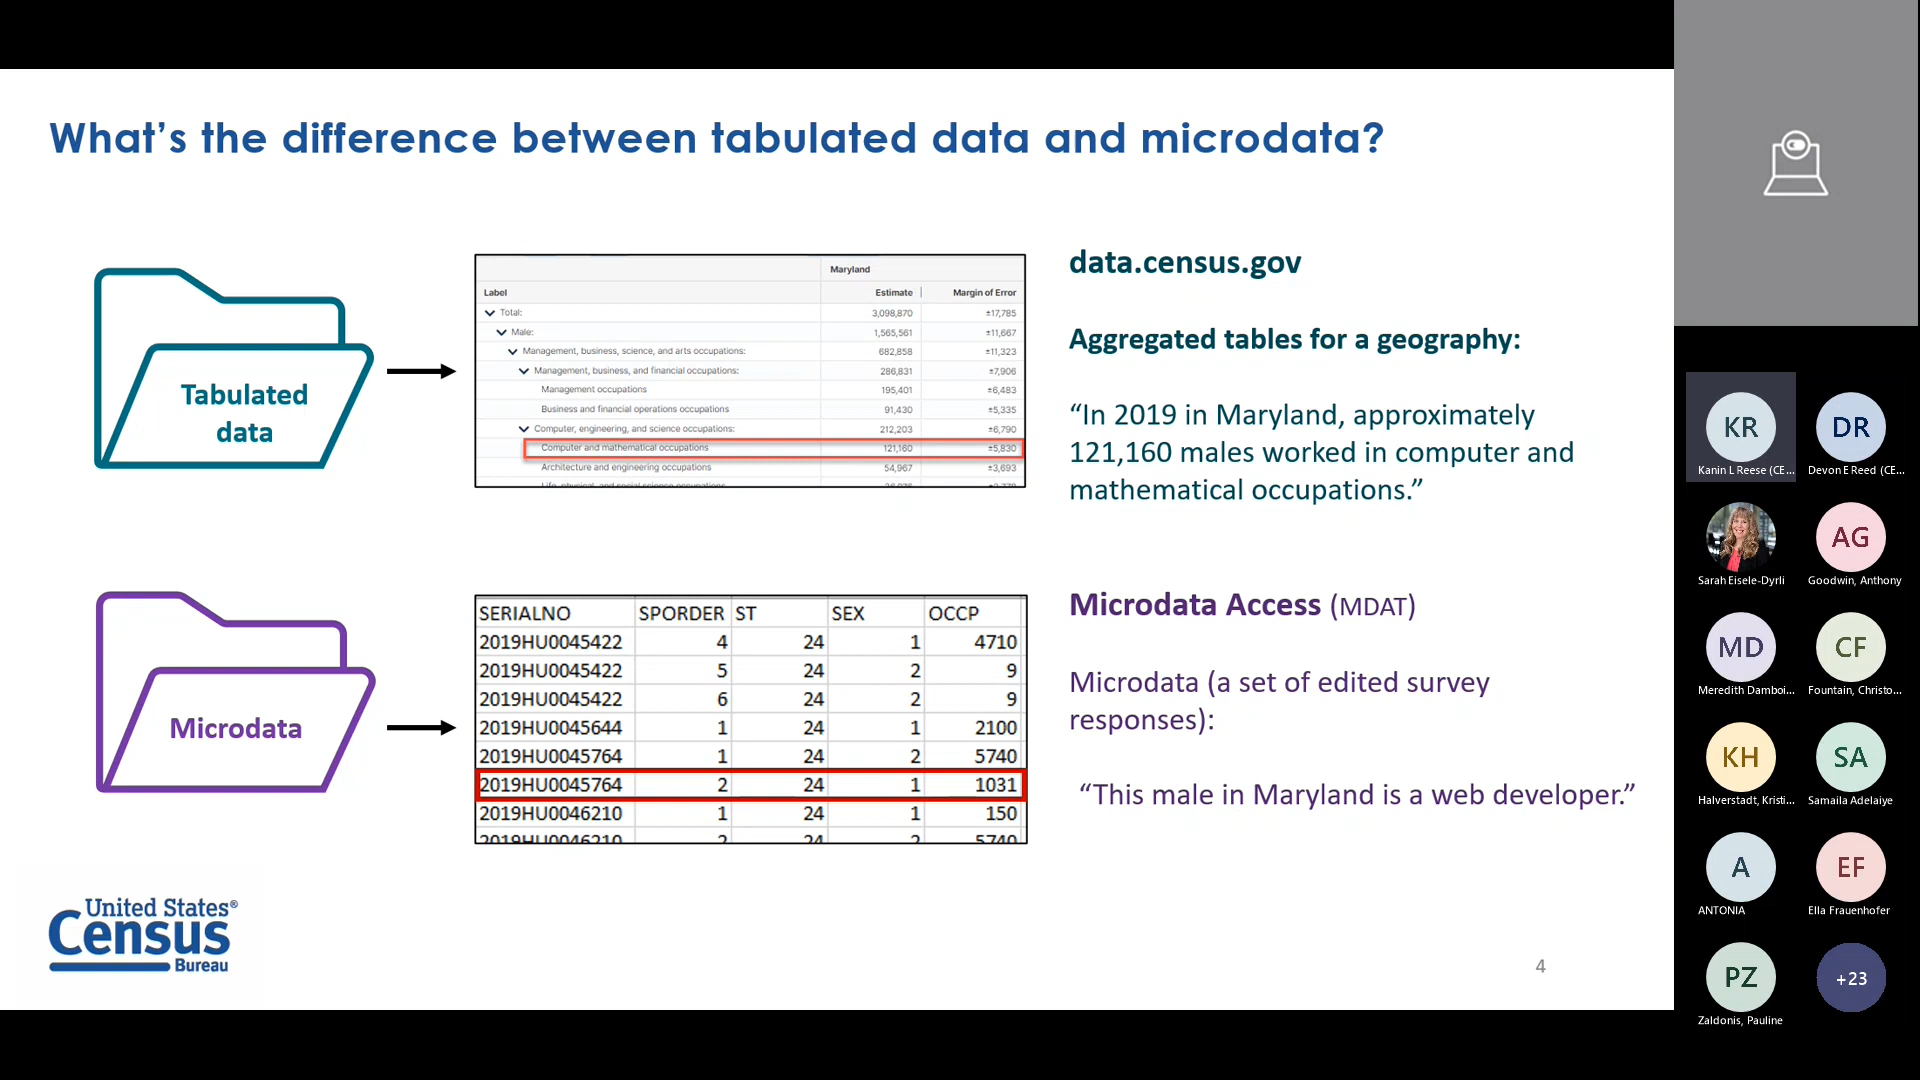 What's the difference between tabulated data and microdata?
Tabulated
data
Maryland
Label Estimate Margin of Error
Total: 3,098,870 ±17,785
Male: 1,565,561 ±11,667
Management, business, science, and arts occupations: 682,858 ±11,323
Management, business, and financial occupations: 286,831 ±7,906
Management occupations 195,401 ±6,483
Business and financial operations occupations 91,430 ±5,335
Computer, engineering, and science occupations: 212,203 ±6,790
Computer and mathematical occupations 121,160 ±5,830
Architecture and engineering occupations 54,967 ±3,693
data.census.gov
Aggregated tables for a geography:
“In 2019 in Maryland, approximately
121,160 males worked in computer and
mathematical occupations.”
Microdata
SERIALNO SPORDER ST SEX OCCP
2019HU0045422 4 24 1 4710
2019HU0045422 5 24 2 9
2019HU0045422 6 24 2 9
2019HU0045644 1 24 1 2100
2019HU0045764 1 24 2 5740
2019HU0045764 2 24 1 1031
2019HU0046210 1 24 1 150
2019HU0046210 2 24 2 5740
Microdata Access (MDAT)
Microdata (a set of edited survey
responses):
“This male in Maryland is a web developer.”
United States®
Census
Bureau
4
KR DR
Kanin L Reese (CE... Devon E Reed (CE...
AG
Sarah Eisele-Dyrli Goodwin, Anthony
MD CF
Meredith Damboi... Fountain, Christo...
KH SA
Halverstadt, Kristi... Samaila Adelaiye
A EF
ANTONIA Ella Frauenhofer
PZ +23
Zaldonis, Pauline